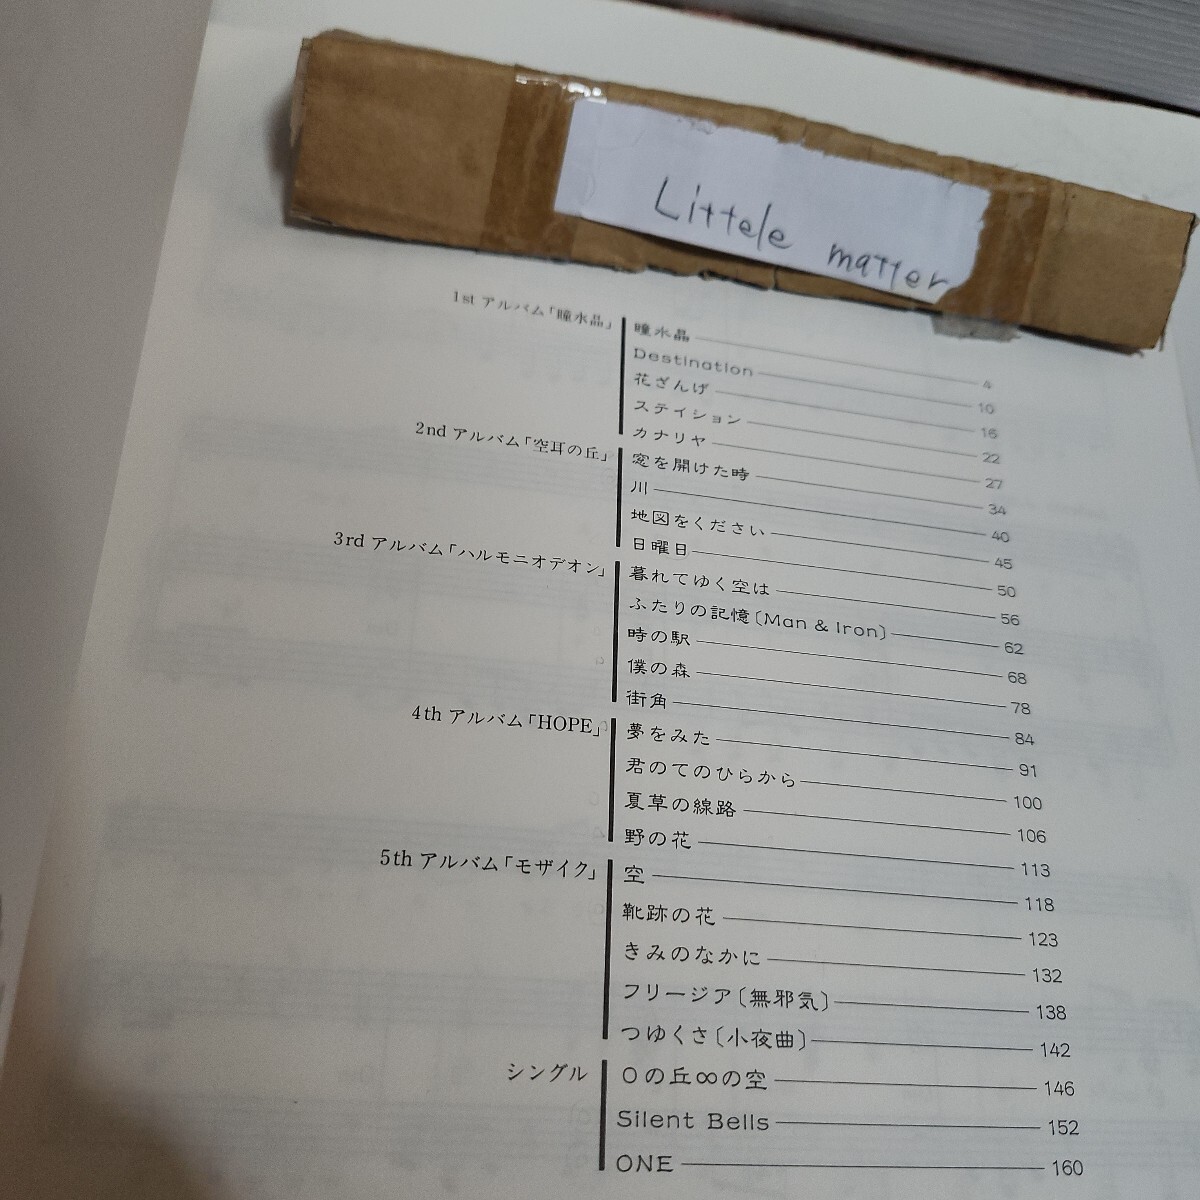 Littele matter
1st アルバム「瞳水晶」
瞳水晶 4
Destination 10
花ざんげ 16
ステイション 22
カナリヤ 27
2nd アルバム「空耳の丘」
窓を開けた時 34
川 40
地図をください 45
日曜日 50
3rd アルバム「ハルモニオデオン」
暮れてゆく空は 56
ふたりの記憶〔Man & Iron〕 62
時の駅 68
僕の森 78
街角 84
4th アルバム「HOPE」
夢をみた 91
君のてのひらから 100
夏草の線路 106
野の花 113
5th アルバム「モザイク」
空 118
靴跡の花 123
きみのなかに 132
フリージア〔無邪気〕 138
つゆくさ〔小夜曲〕 142
シングル
0の丘∞の空 146
Silent Bells 152
ONE 160